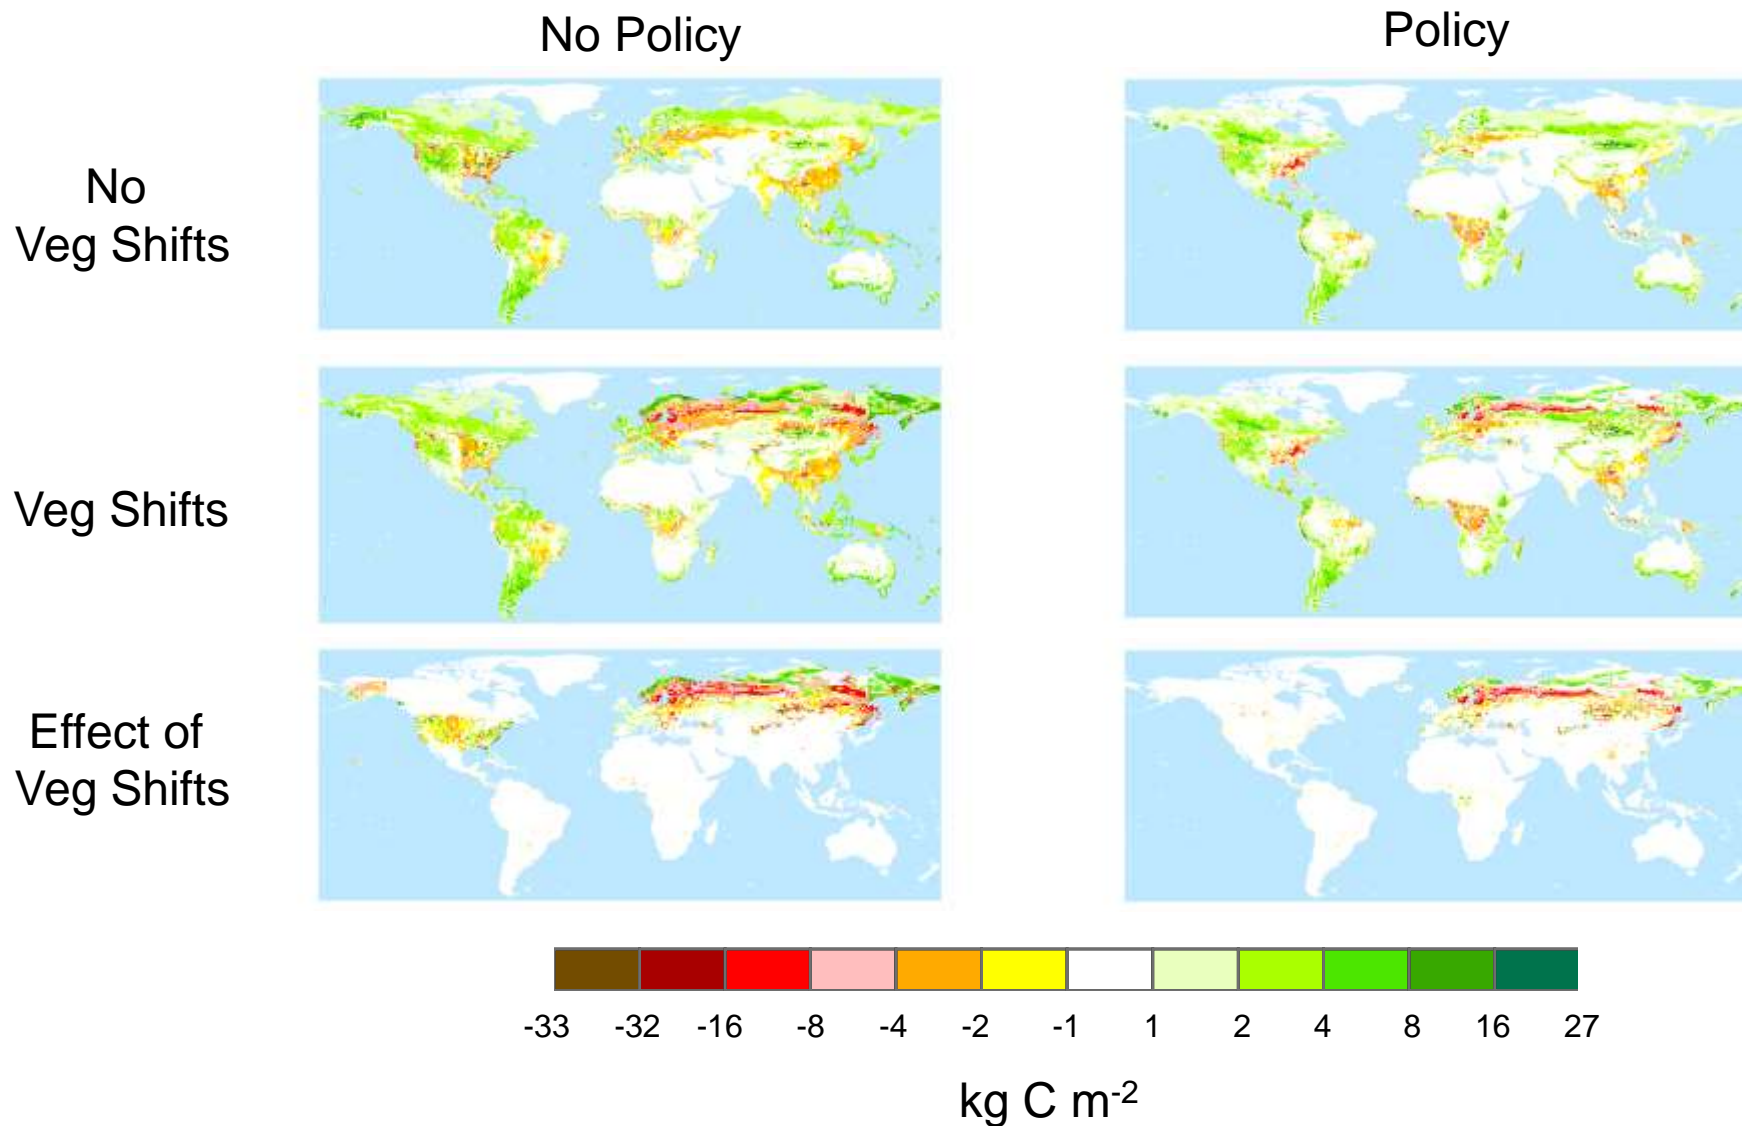 No Policy
Policy
No
Veg Shifts
Veg Shifts
Effect of
Veg Shifts
-33 -32 -16 -8 -4 -2 -1 1 2 4 8 16 27
kg C m-2